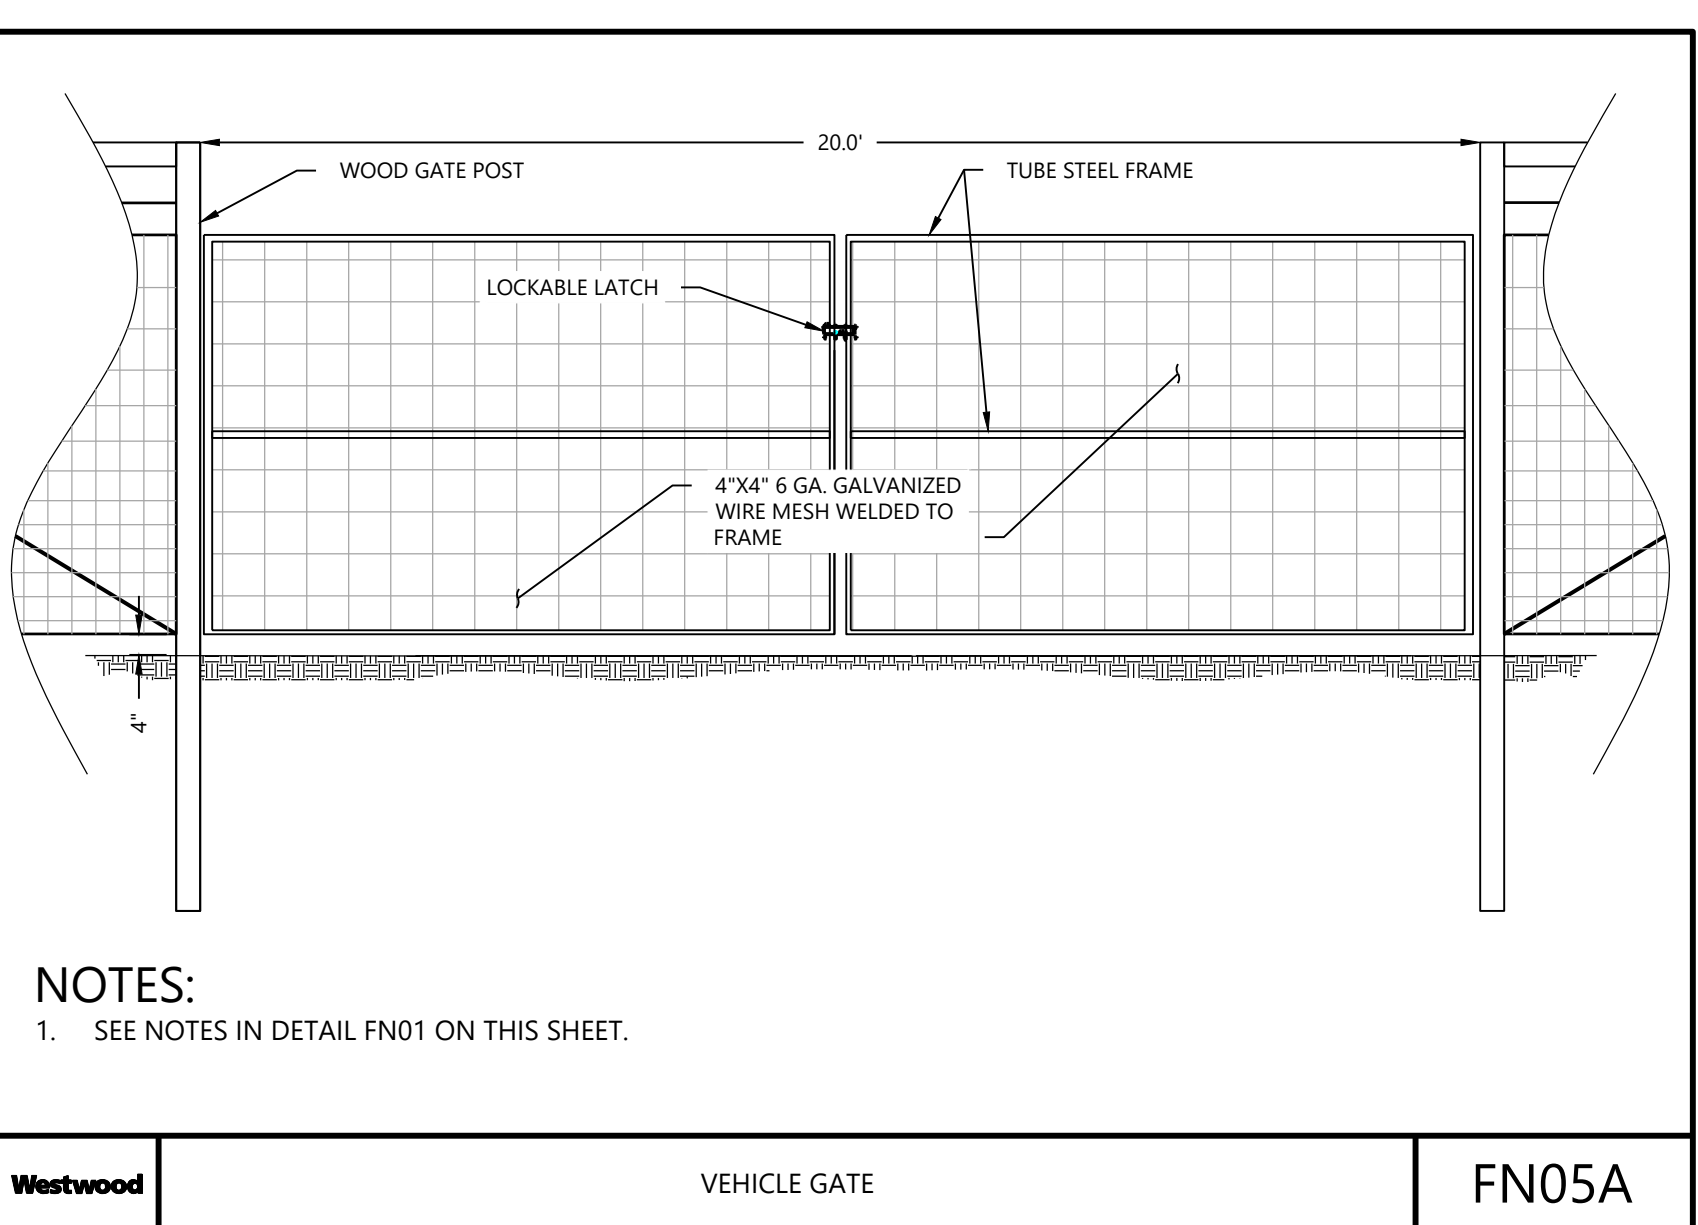 20.0'
WOOD GATE POST
TUBE STEEL FRAME
LOCKABLE LATCH
4"X4" 6 GA. GALVANIZED
WIRE MESH WELDED TO
FRAME
4"
NOTES:
1. SEE NOTES IN DETAIL FN01 ON THIS SHEET.
Westwood
VEHICLE GATE
FN05A